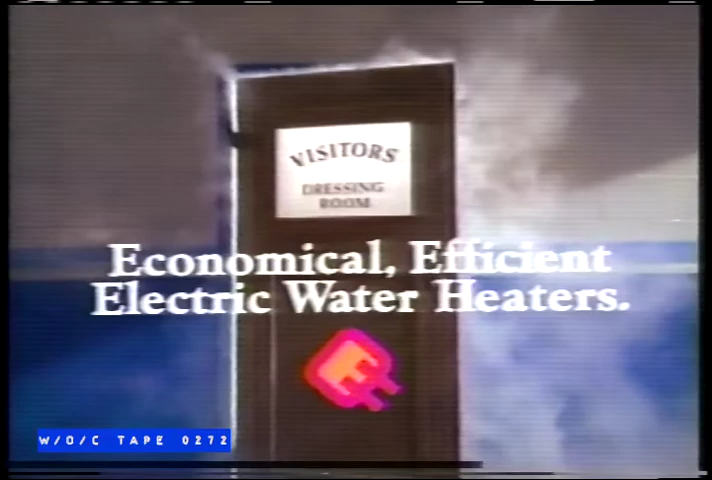 VISITORS
DRESSING
ROOM
Economical, Efficient
Electric Water Heaters.
E
W/O/C TAPE 0272